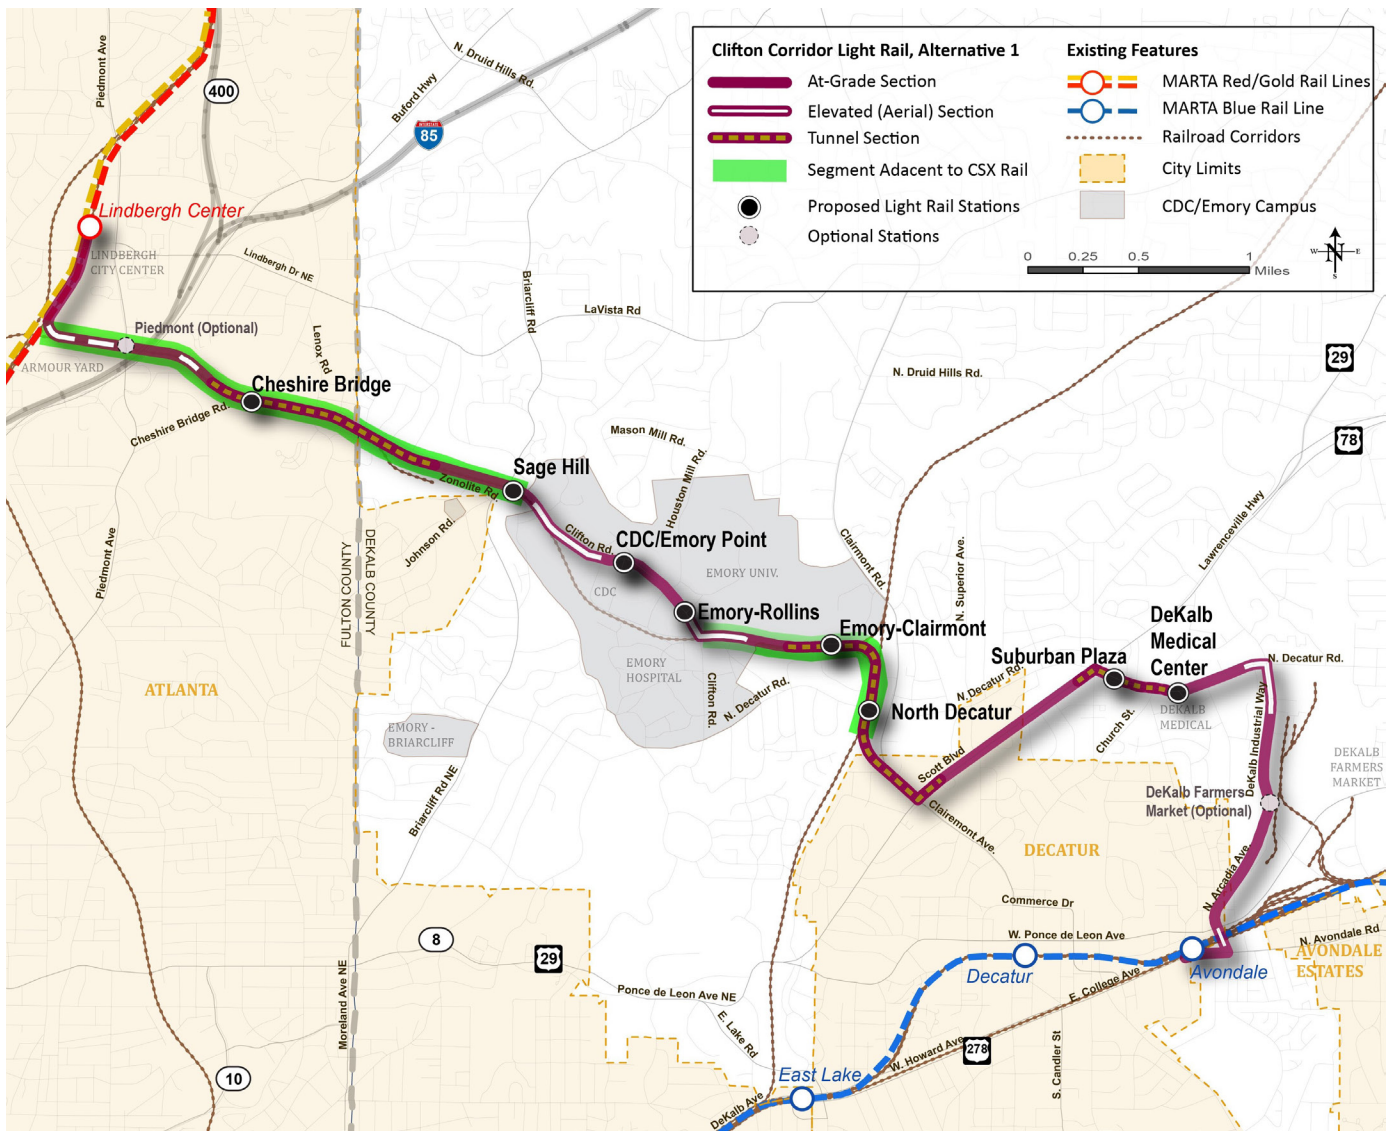 Clifton Corridor Light Rail, Alternative 1
At-Grade Section
Elevated (Aerial) Section
Tunnel Section
Segment Adjacent to CSX Rail
Proposed Light Rail Stations
Optional Stations
Existing Features
MARTA Red/Gold Rail Lines
MARTA Blue Rail Line
Railroad Corridors
City Limits
CDC/Emory Campus
0 0.25 0.5 1
Miles
N
W
E
S
Piedmont Ave
400
N. Druid Hills Rd.
Buford Hwy
INTERSTATE
85
Lindbergh Center
LINDBERGH
CITY CENTER
Lindbergh Dr NE
Briarcliff Rd
LaVista Rd
Piedmont (Optional)
Lenox Rd
ARMOUR YARD
Cheshire Bridge
Cheshire Bridge Rd.
N. Druid Hills Rd.
29
78
Mason Mill Rd.
Houston Mill Rd.
Sage Hill
Zonolite Rd.
Johnson Rd.
Clifton Rd.
CDC/Emory Point
EMORY UNIV.
CDC
Clairmont Rd.
N. Superior Ave.
Lawrenceville Hwy
Piedmont Ave
FULTON COUNTY
DEKALB COUNTY
Emory-Rollins
Emory-Clairmont
DeKalb
Medical
Center
Suburban Plaza
N. Decatur Rd.
N. Decatur Rd.
EMORY
HOSPITAL
Clifton Rd.
N. Decatur Rd.
ATLANTA
North Decatur
Church St.
DEKALB
MEDICAL
DeKalb Industrial Way
EMORY -
BRIARCLIFF
Scott Blvd
DEKALB
FARMERS
MARKET
DeKalb Farmers
Market (Optional)
Briarcliff Rd NE
Clairemont Ave.
DECATUR
N. Arcadia Ave.
Commerce Dr
8
29
W. Ponce de Leon Ave
N. Avondale Rd
AVONDALE
ESTATES
Decatur
Avondale
E. College Ave
Ponce de Leon Ave NE
Moreland Ave NE
E. Lake Rd
W. Howard Ave
278
S. Candler St
10
East Lake
DeKalb Ave